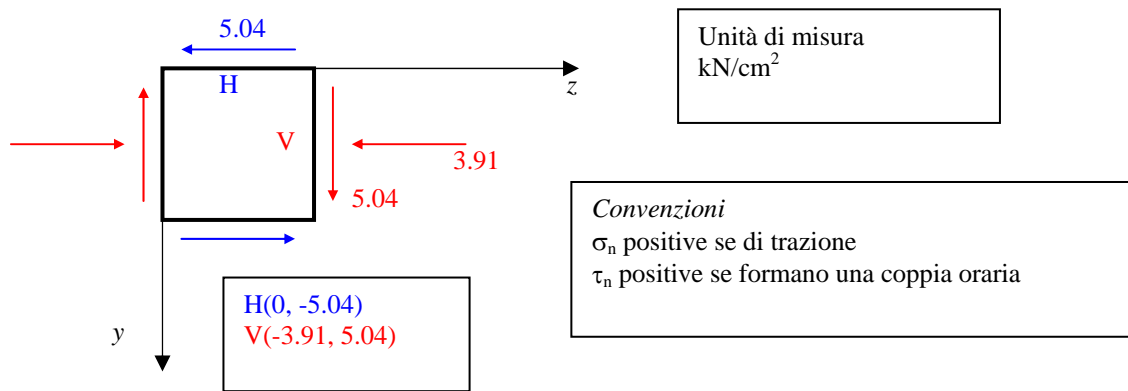 5.04
H
z
V
3.91
5.04
y
H(0, -5.04)
V(-3.91, 5.04)
Unità di misura
kN/cm²
Convenzioni
σₙ positive se di trazione
τₙ positive se formano una coppia oraria